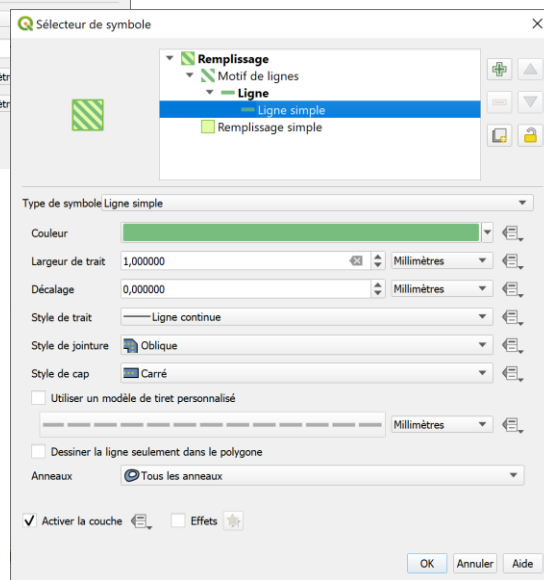 Sélecteur de symbole
Remplissage
Motif de lignes
Ligne
Ligne simple
Remplissage simple
Type de symbole Ligne simple
Couleur
Largeur de trait 1,000000 Millimètres
Décalage 0,000000 Millimètres
Style de trait Ligne continue
Style de jointure Oblique
Style de cap Carré
Utiliser un modèle de tiret personnalisé
Millimètres
Dessiner la ligne seulement dans le polygone
Anneaux Tous les anneaux
Activer la couche Effets
OK Annuler Aide